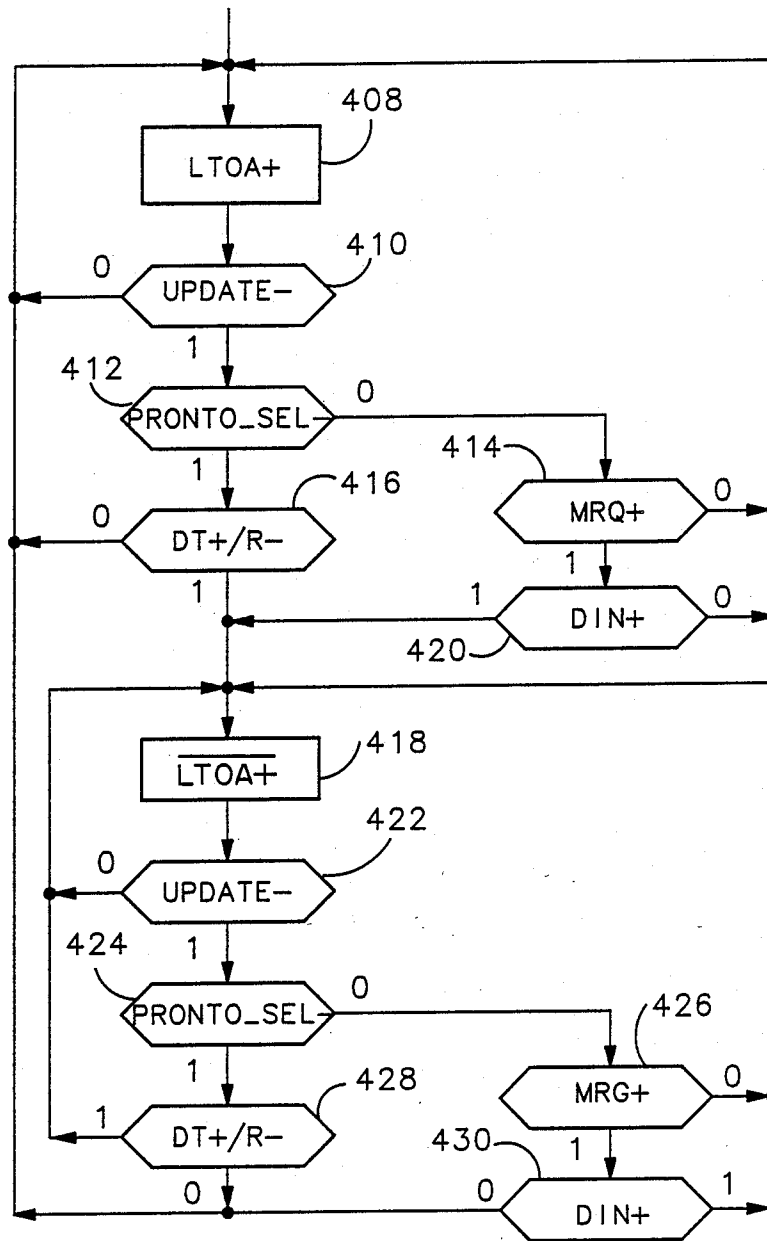 408
LTOA+
410
0
UPDATE-
1
412
0
PRONTO_SEL-
414
1
416
0
MRQ+
0
DT+/R-
1
1
1
0
DIN+
420
418
LTOA+
422
0
UPDATE-
424
1
0
PRONTO_SEL-
426
1
428
MRG+
0
1
DT+/R-
430
1
0
0
1
DIN+